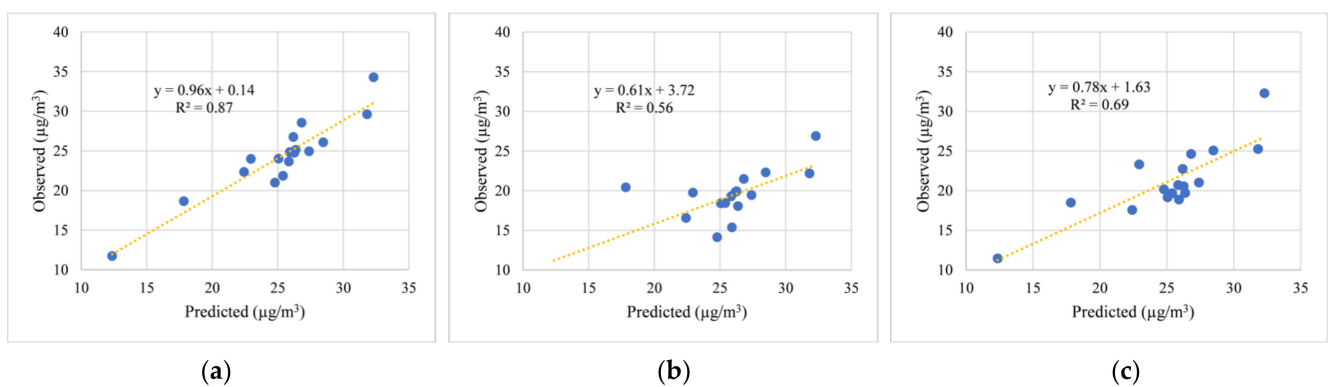 40
35
30
25
20
15
10
Observed (µg/m³)
y = 0.96x + 0.14
R² = 0.87
10 15 20 25 30 35
Predicted (µg/m³)
(a)
40
35
30
25
20
15
10
Observed (µg/m³)
y = 0.61x + 3.72
R² = 0.56
10 15 20 25 30 35
Predicted (µg/m³)
(b)
40
35
30
25
20
15
10
Observed (µg/m³)
y = 0.78x + 1.63
R² = 0.69
10 15 20 25 30 35
Predicted (µg/m³)
(c)